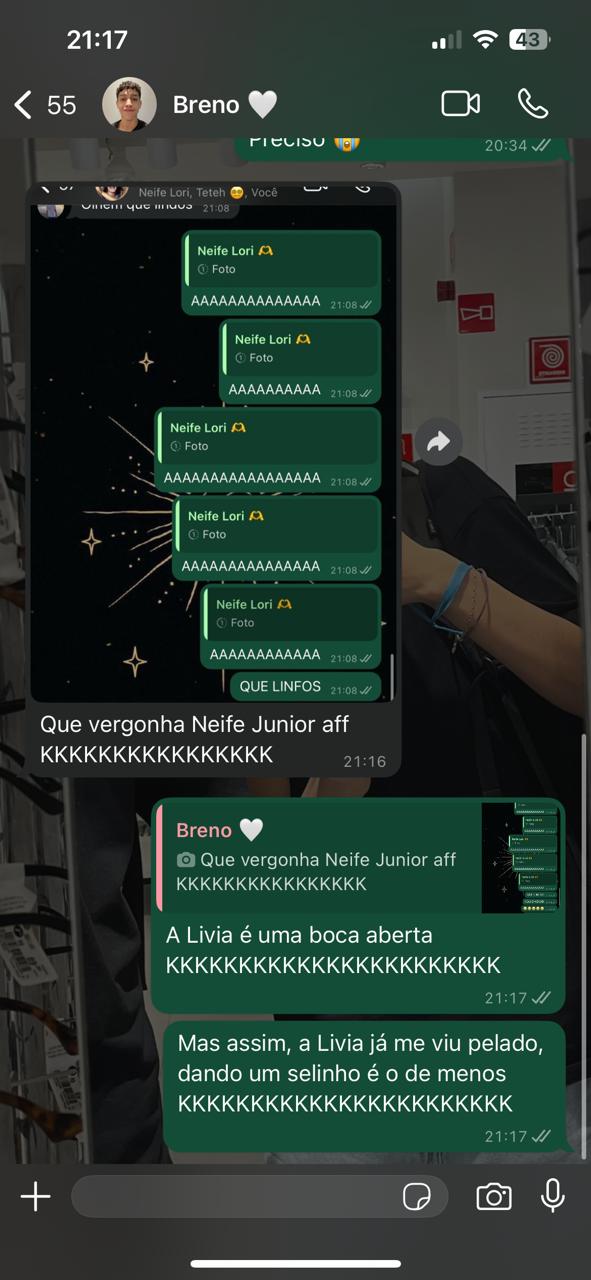 21:17
43
55
Breno 🤍
Preciso 😭
20:34
57
Neife Lori, Teteh 😇, Você
Olhem que lindos 21:08
Neife Lori 🫶
Foto
AAAAAAAAAAAAAA 21:08
Neife Lori 🫶
Foto
AAAAAAAAAA 21:08
Neife Lori 🫶
Foto
AAAAAAAAAAAAAAAAA 21:08
Neife Lori 🫶
Foto
AAAAAAAAAAAAAAA 21:08
Neife Lori 🫶
Foto
AAAAAAAAAAAA 21:08
QUE LINFOS 21:08
Que vergonha Neife Junior aff
KKKKKKKKKKKKKKKK
21:16
Breno 🤍
Que vergonha Neife Junior aff
KKKKKKKKKKKKKKKK
A Livia é uma boca aberta
KKKKKKKKKKKKKKKKKKKKKKK
21:17
Mas assim, a Livia já me viu pelado,
dando um selinho é o de menos
KKKKKKKKKKKKKKKKKKKKKKK
21:17